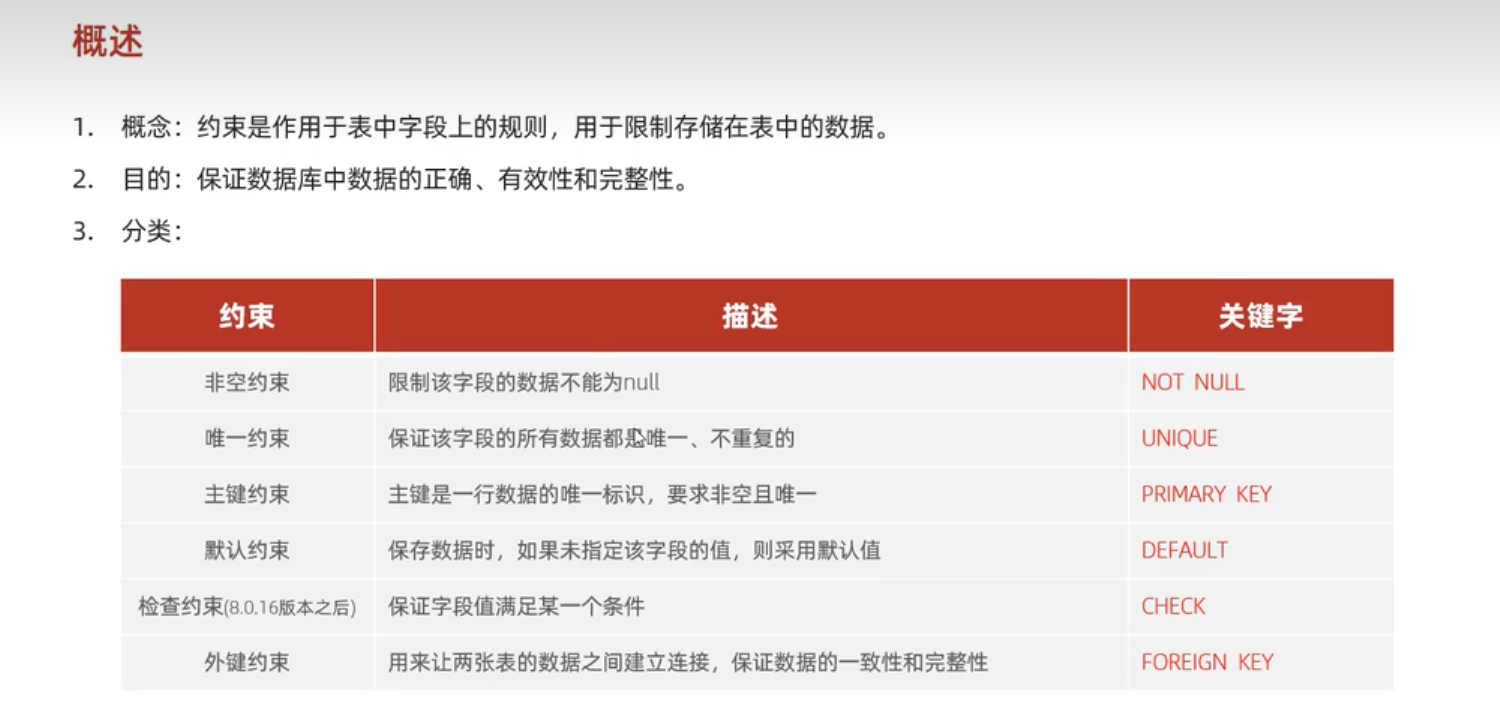 概述
1. 概念：约束是作用于表中字段上的规则，用于限制存储在表中的数据。
2. 目的：保证数据库中数据的正确、有效性和完整性。
3. 分类：
约束 描述 关键字
非空约束 限制该字段的数据不能为null NOT NULL
唯一约束 保证该字段的所有数据都是唯一、不重复的 UNIQUE
主键约束 主键是一行数据的唯一标识，要求非空且唯一 PRIMARY KEY
默认约束 保存数据时，如果未指定该字段的值，则采用默认值 DEFAULT
检查约束(8.0.16版本之后) 保证字段值满足某一个条件 CHECK
外键约束 用来让两张表的数据之间建立连接，保证数据的一致性和完整性 FOREIGN KEY